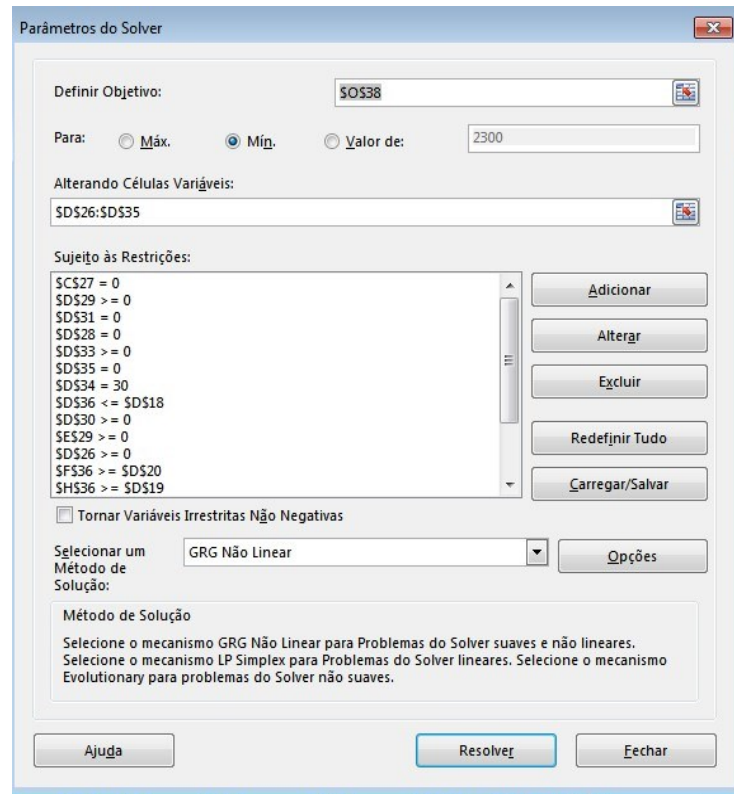 Parâmetros do Solver
Definir Objetivo:
$O$38
Para:
Máx.
Mín.
Valor de:
2300
Alterando Células Variáveis:
$D$26:$D$35
Sujeito às Restrições:
$C$27 = 0
$D$29 >= 0
$D$31 = 0
$D$28 = 0
$D$33 >= 0
$D$35 = 0
$D$34 = 30
$D$36 <= $D$18
$D$30 >= 0
$E$29 >= 0
$D$26 >= 0
$F$36 >= $D$20
$H$36 >= $D$19
Adicionar
Alterar
Excluir
Redefinir Tudo
Carregar/Salvar
Tornar Variáveis Irrestritas Não Negativas
Selecionar um
Método de
Solução:
GRG Não Linear
Opções
Método de Solução
Selecione o mecanismo GRG Não Linear para Problemas do Solver suaves e não lineares.
Selecione o mecanismo LP Simplex para Problemas do Solver lineares. Selecione o mecanismo
Evolutionary para problemas do Solver não suaves.
Ajuda
Resolver
Fechar